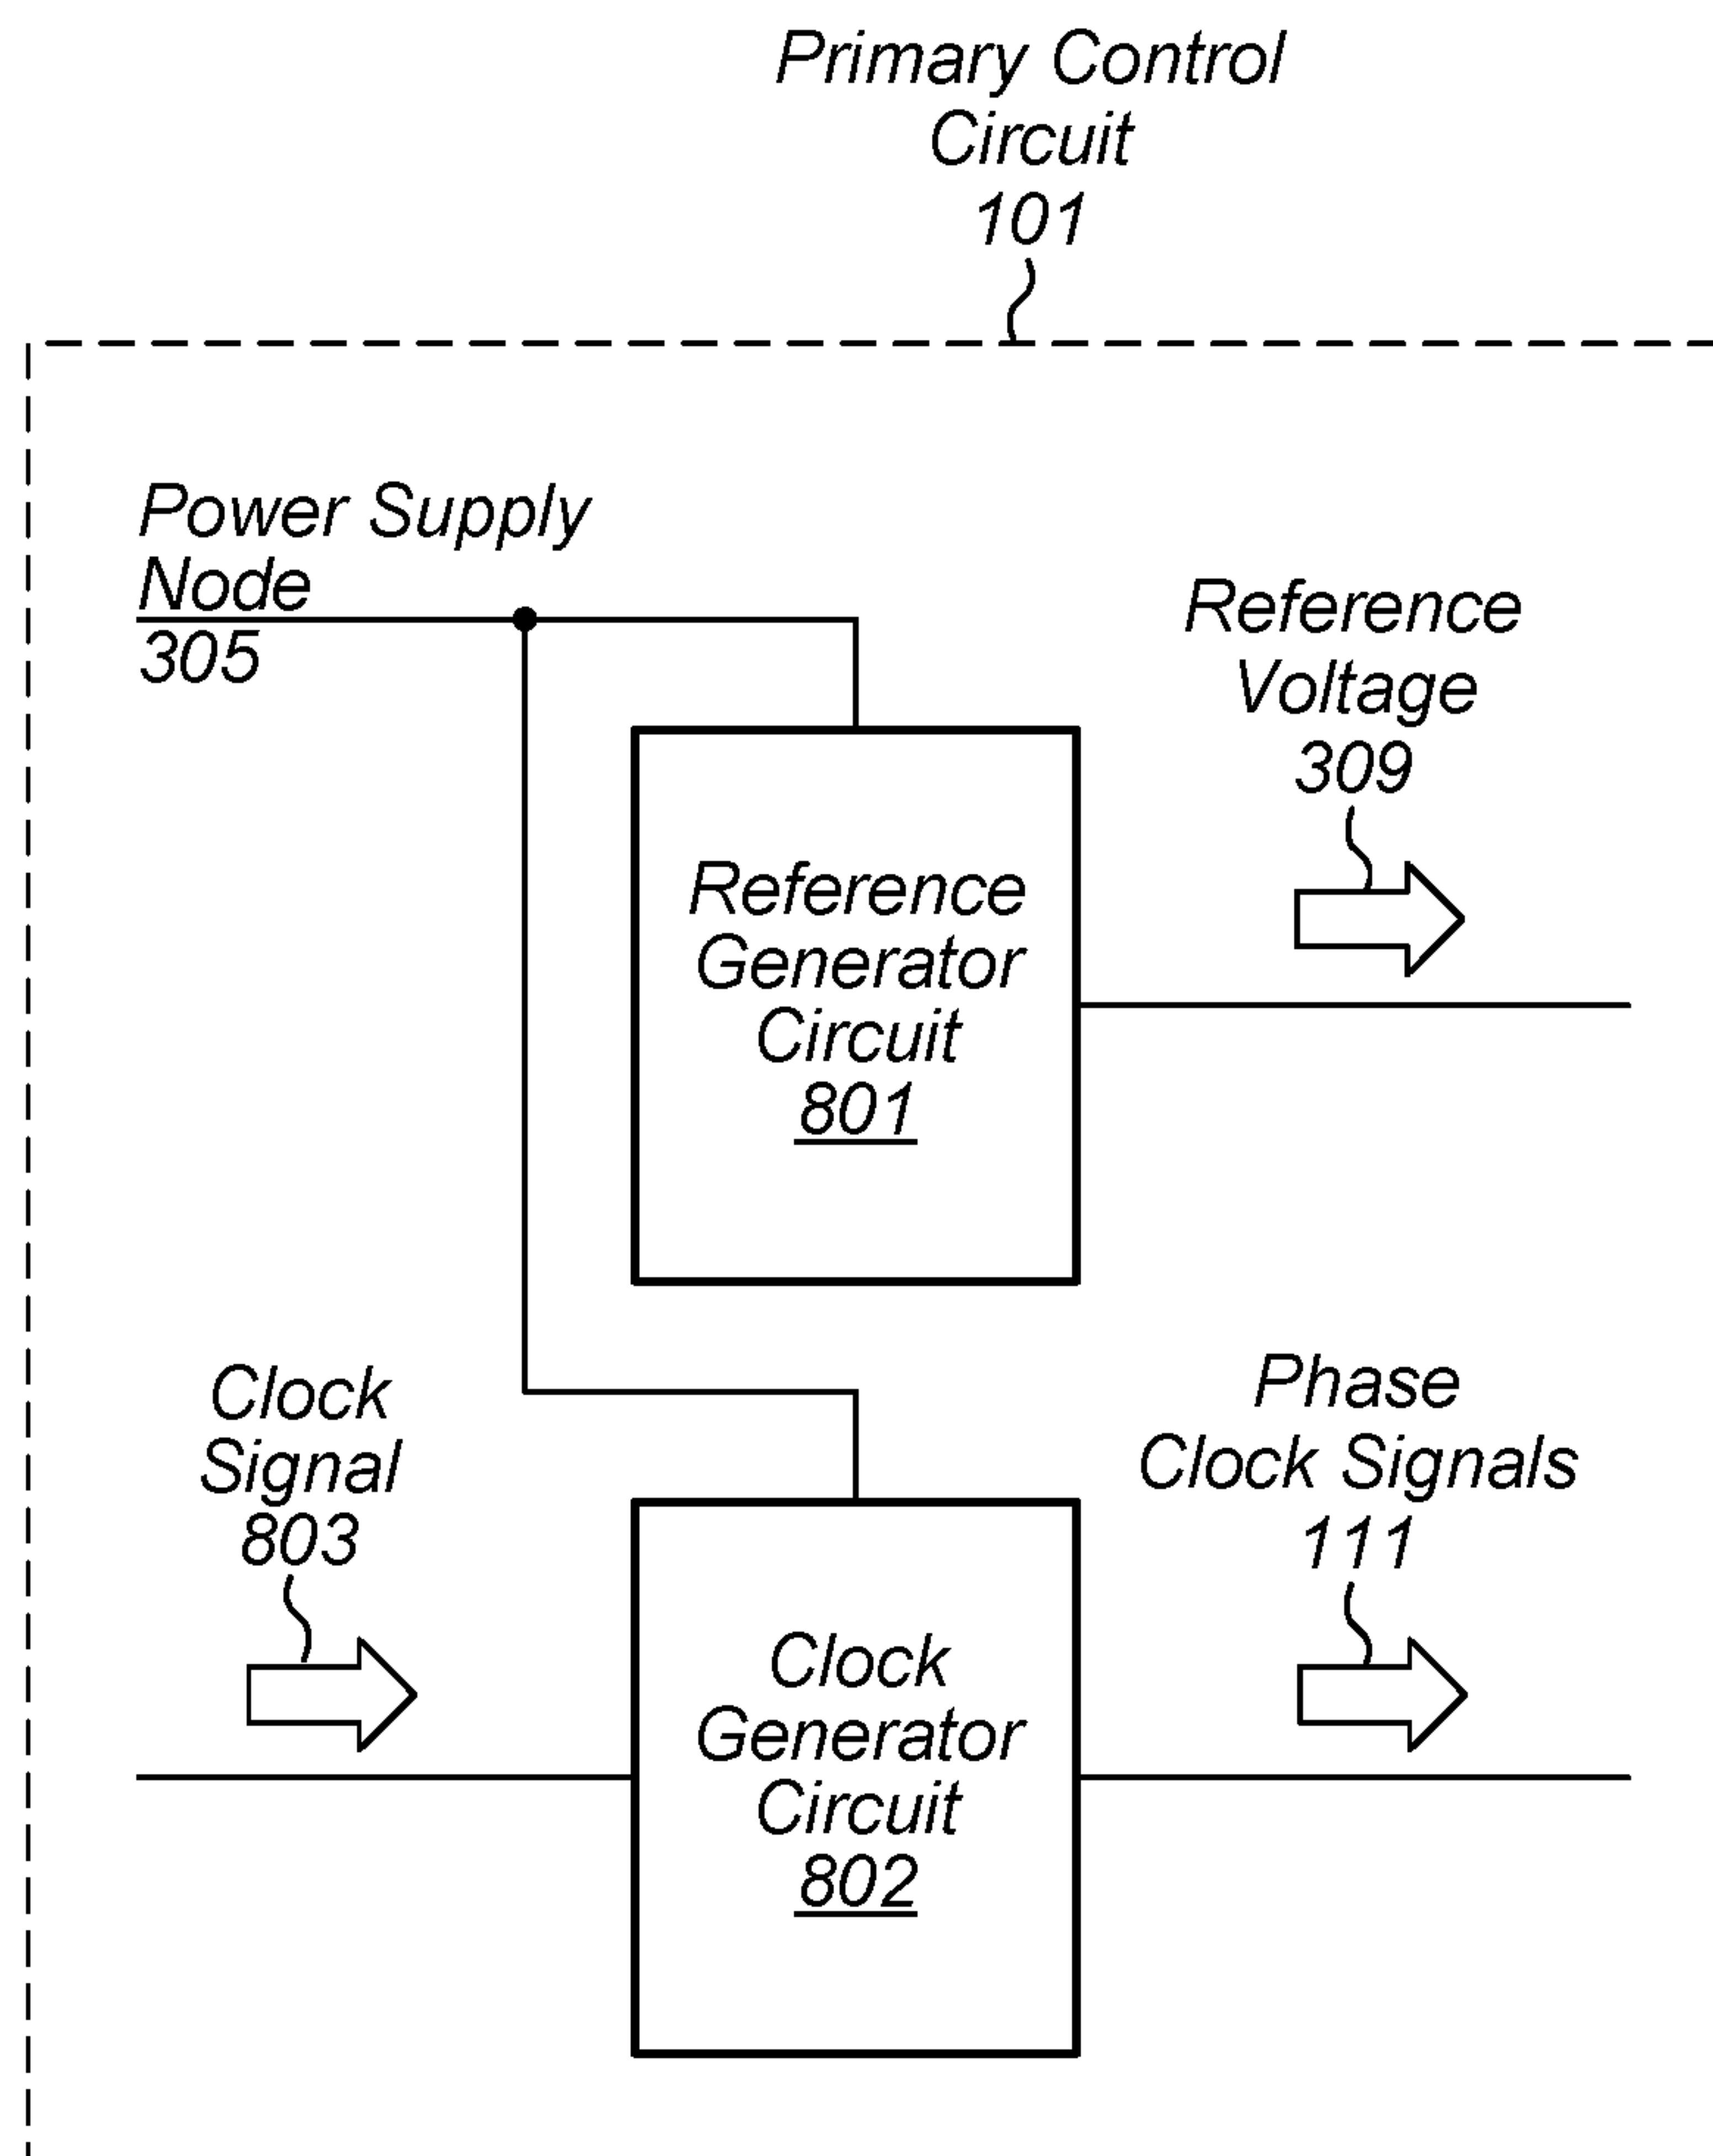 Primary Control
Circuit
101
Power Supply
Node
305
Reference
Voltage
309
Reference
Generator
Circuit
801
Clock
Signal
803
Phase
Clock Signals
111
Clock
Generator
Circuit
802